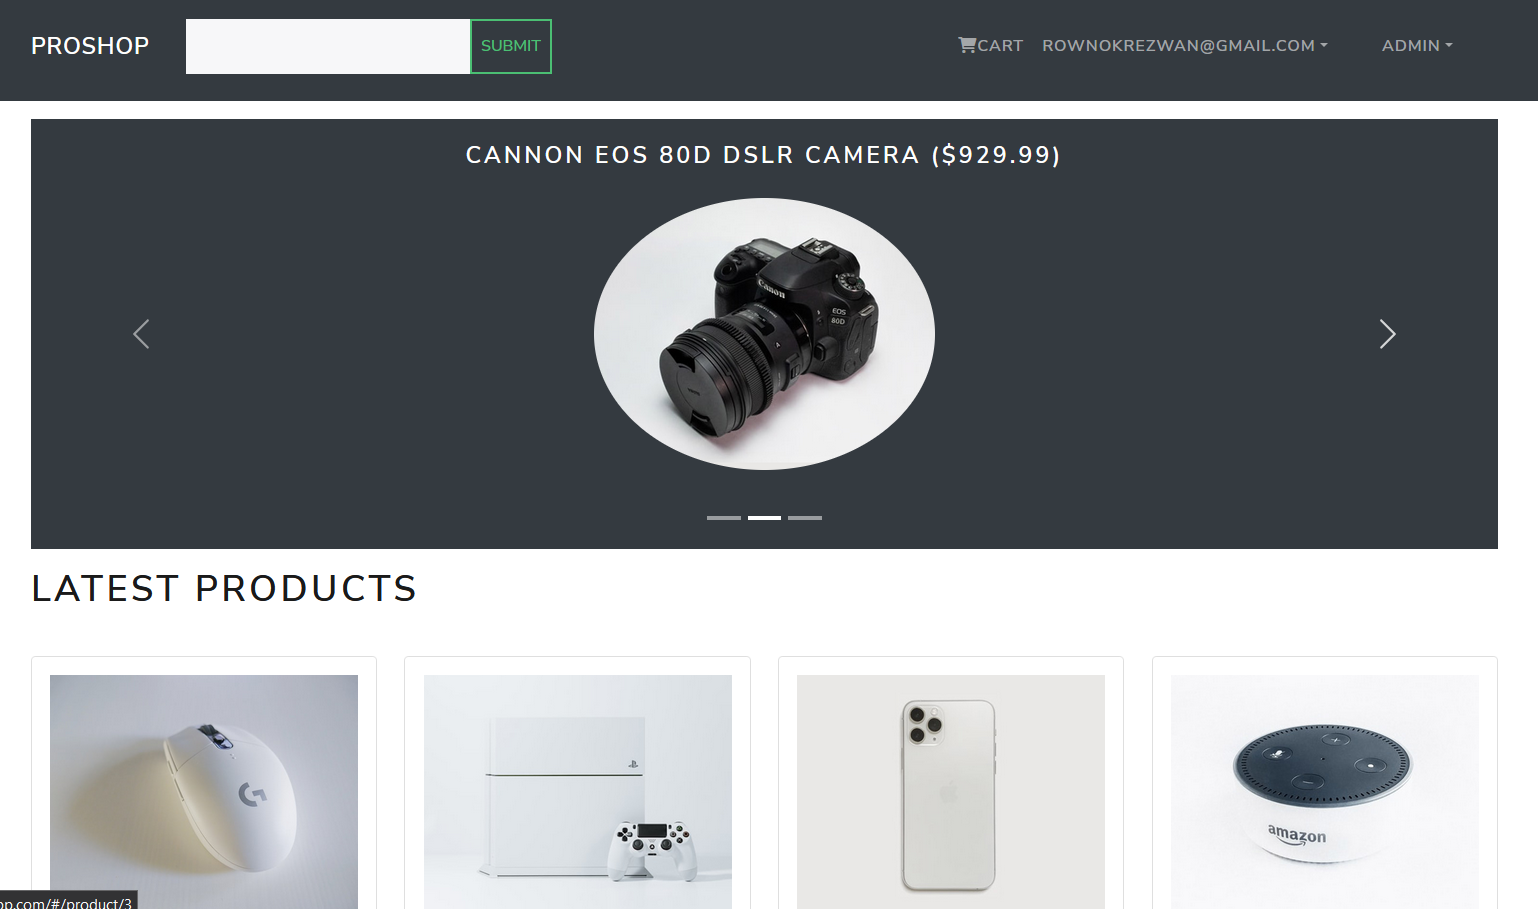 PROSHOP
SUBMIT
CART
ROWNOKREZWAN@GMAIL.COM
ADMIN
CANNON EOS 80D DSLR CAMERA ($929.99)
Canon
EOS
80D
A
LATEST PRODUCTS
G
amazon
op.com/#/product/3